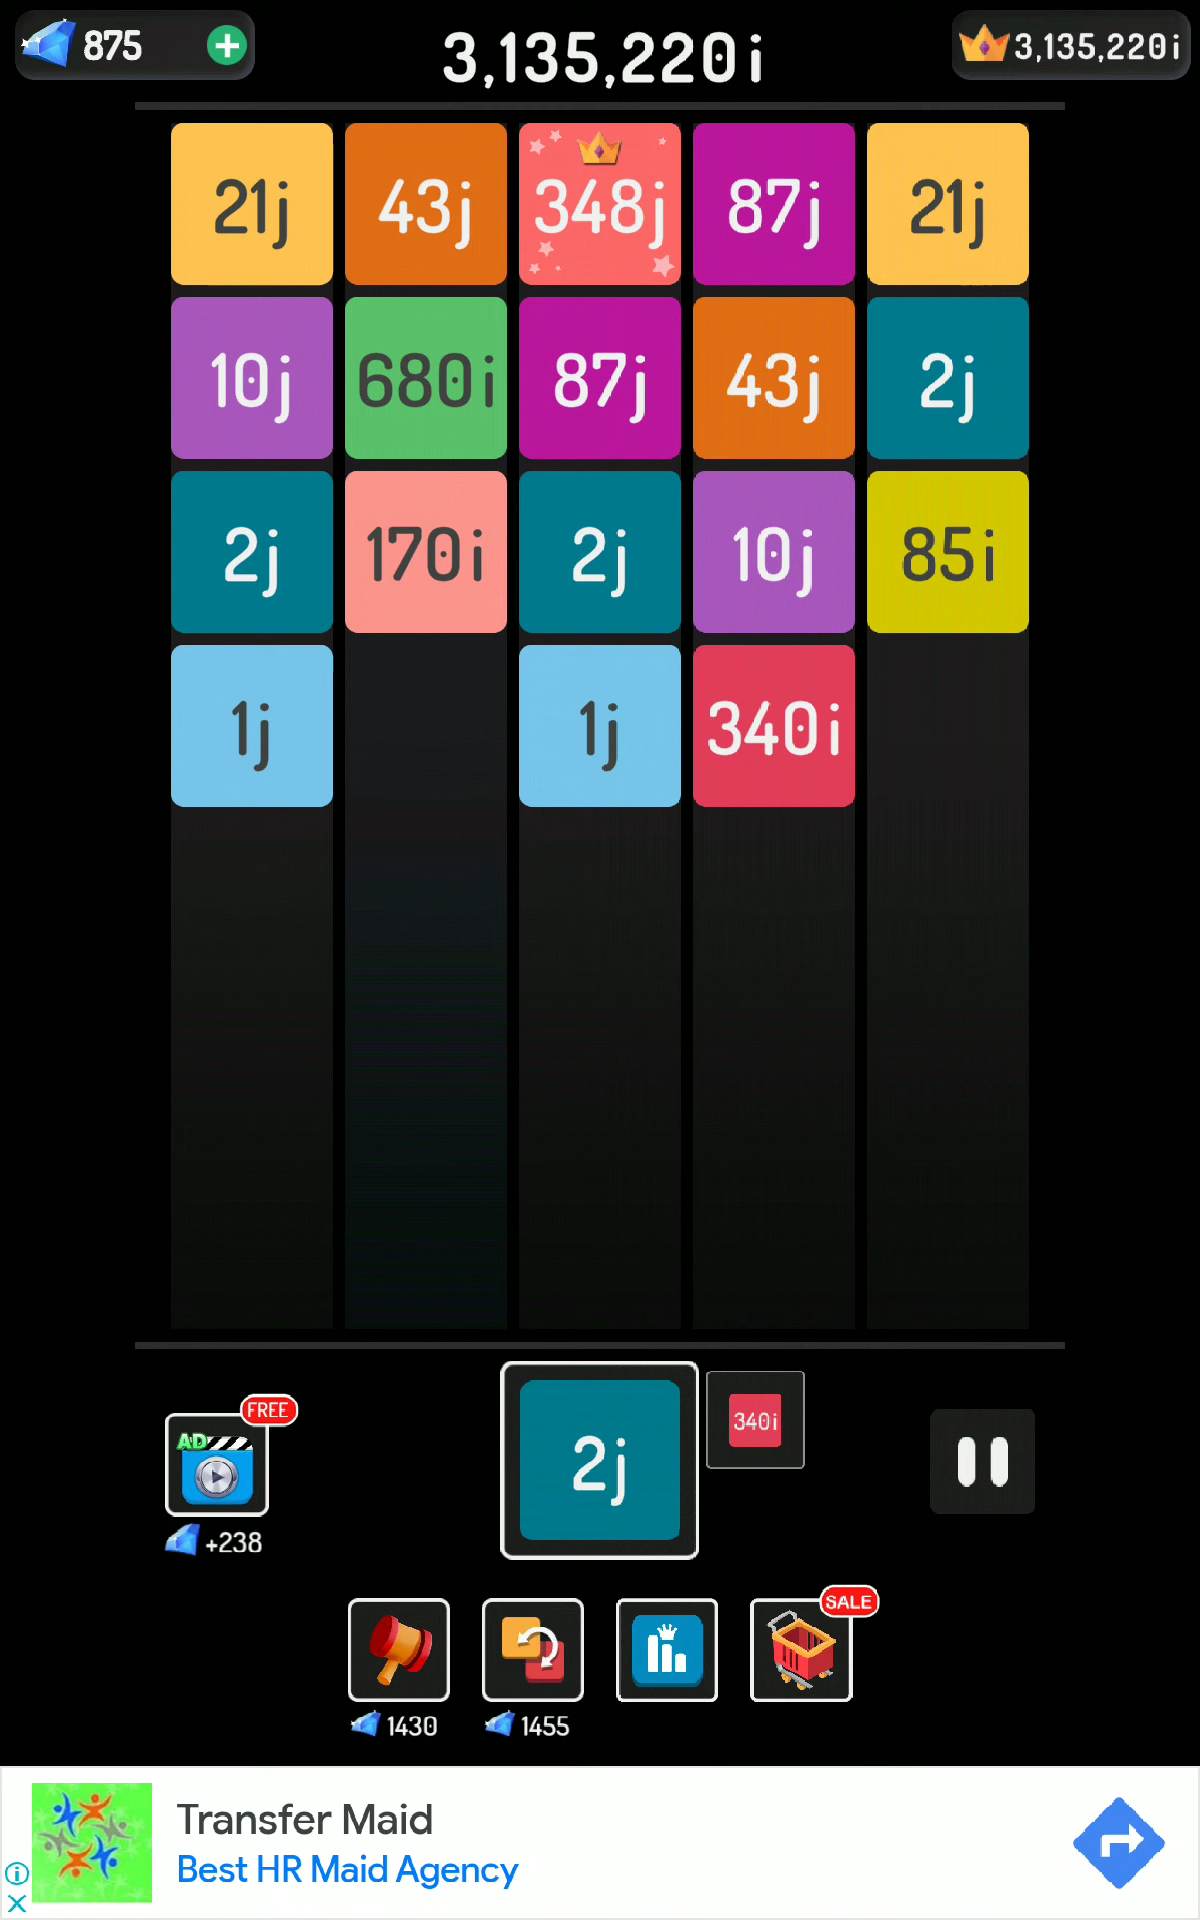 875
3,135,220i
3,135,220i
21j 43j 348j 87j 21j
10j 680i 87j 43j 2j
2j 170i 2j 10j 85i
1j 1j 340i
FREE
AD
+238
2j
340i
SALE
1430
1455
Transfer Maid
Best HR Maid Agency